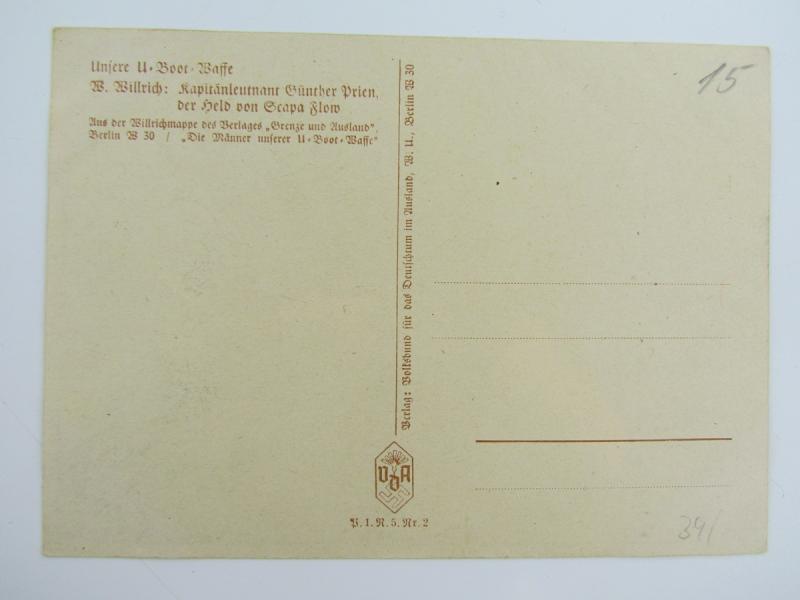 Unsere U-Boot-Waffe
W. Willrich: Kapitänleutnant Günther Prien,
der Held von Scapa Flow
Aus der Willrichmappe des Verlages „Grenze und Ausland",
Berlin W 30 / „Die Männer unserer U-Boot-Waffe"
Verlag: Volksbund für das Deutschtum im Ausland, W. U., Berlin W 30
15
VDA
P. 1. R. 5. Nr. 2